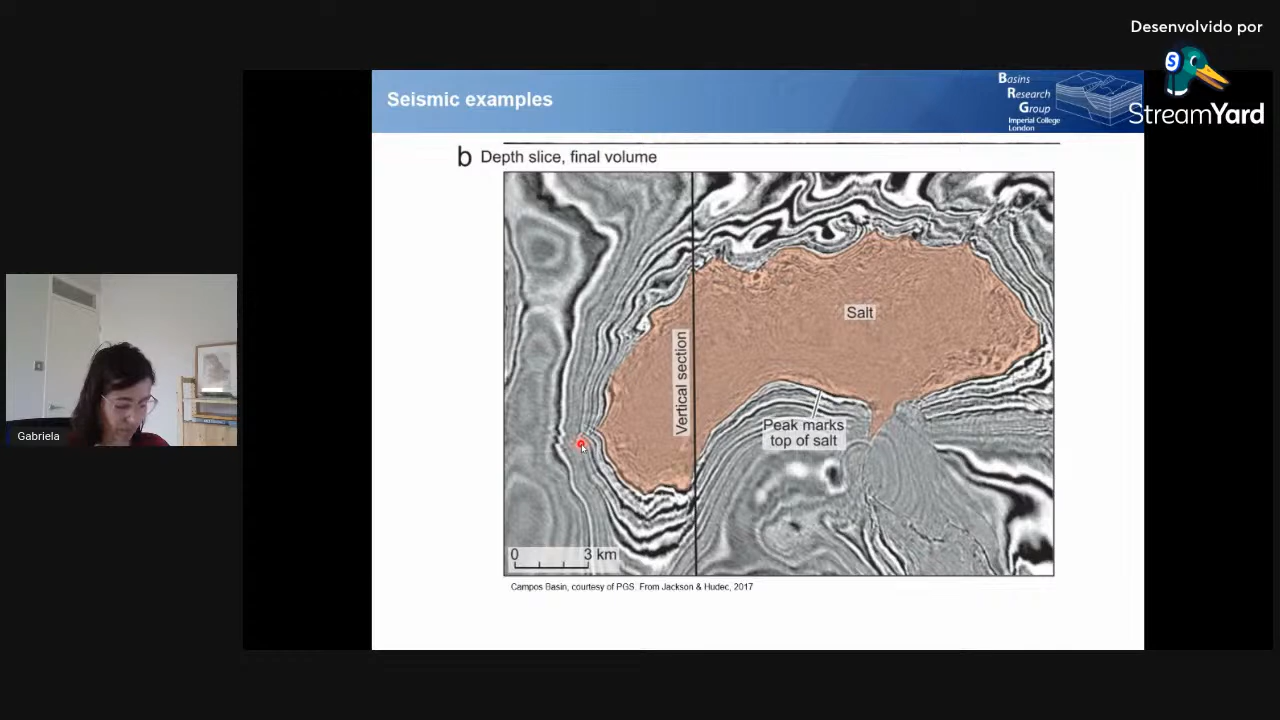 Desenvolvido por
StreamYard
Seismic examples
Basins
Research
Group
Imperial College
London
b Depth slice, final volume
Salt
Vertical section
Peak marks
top of salt
Gabriela
0 3 km
Campos Basin, courtesy of PGS. From Jackson & Hudec, 2017